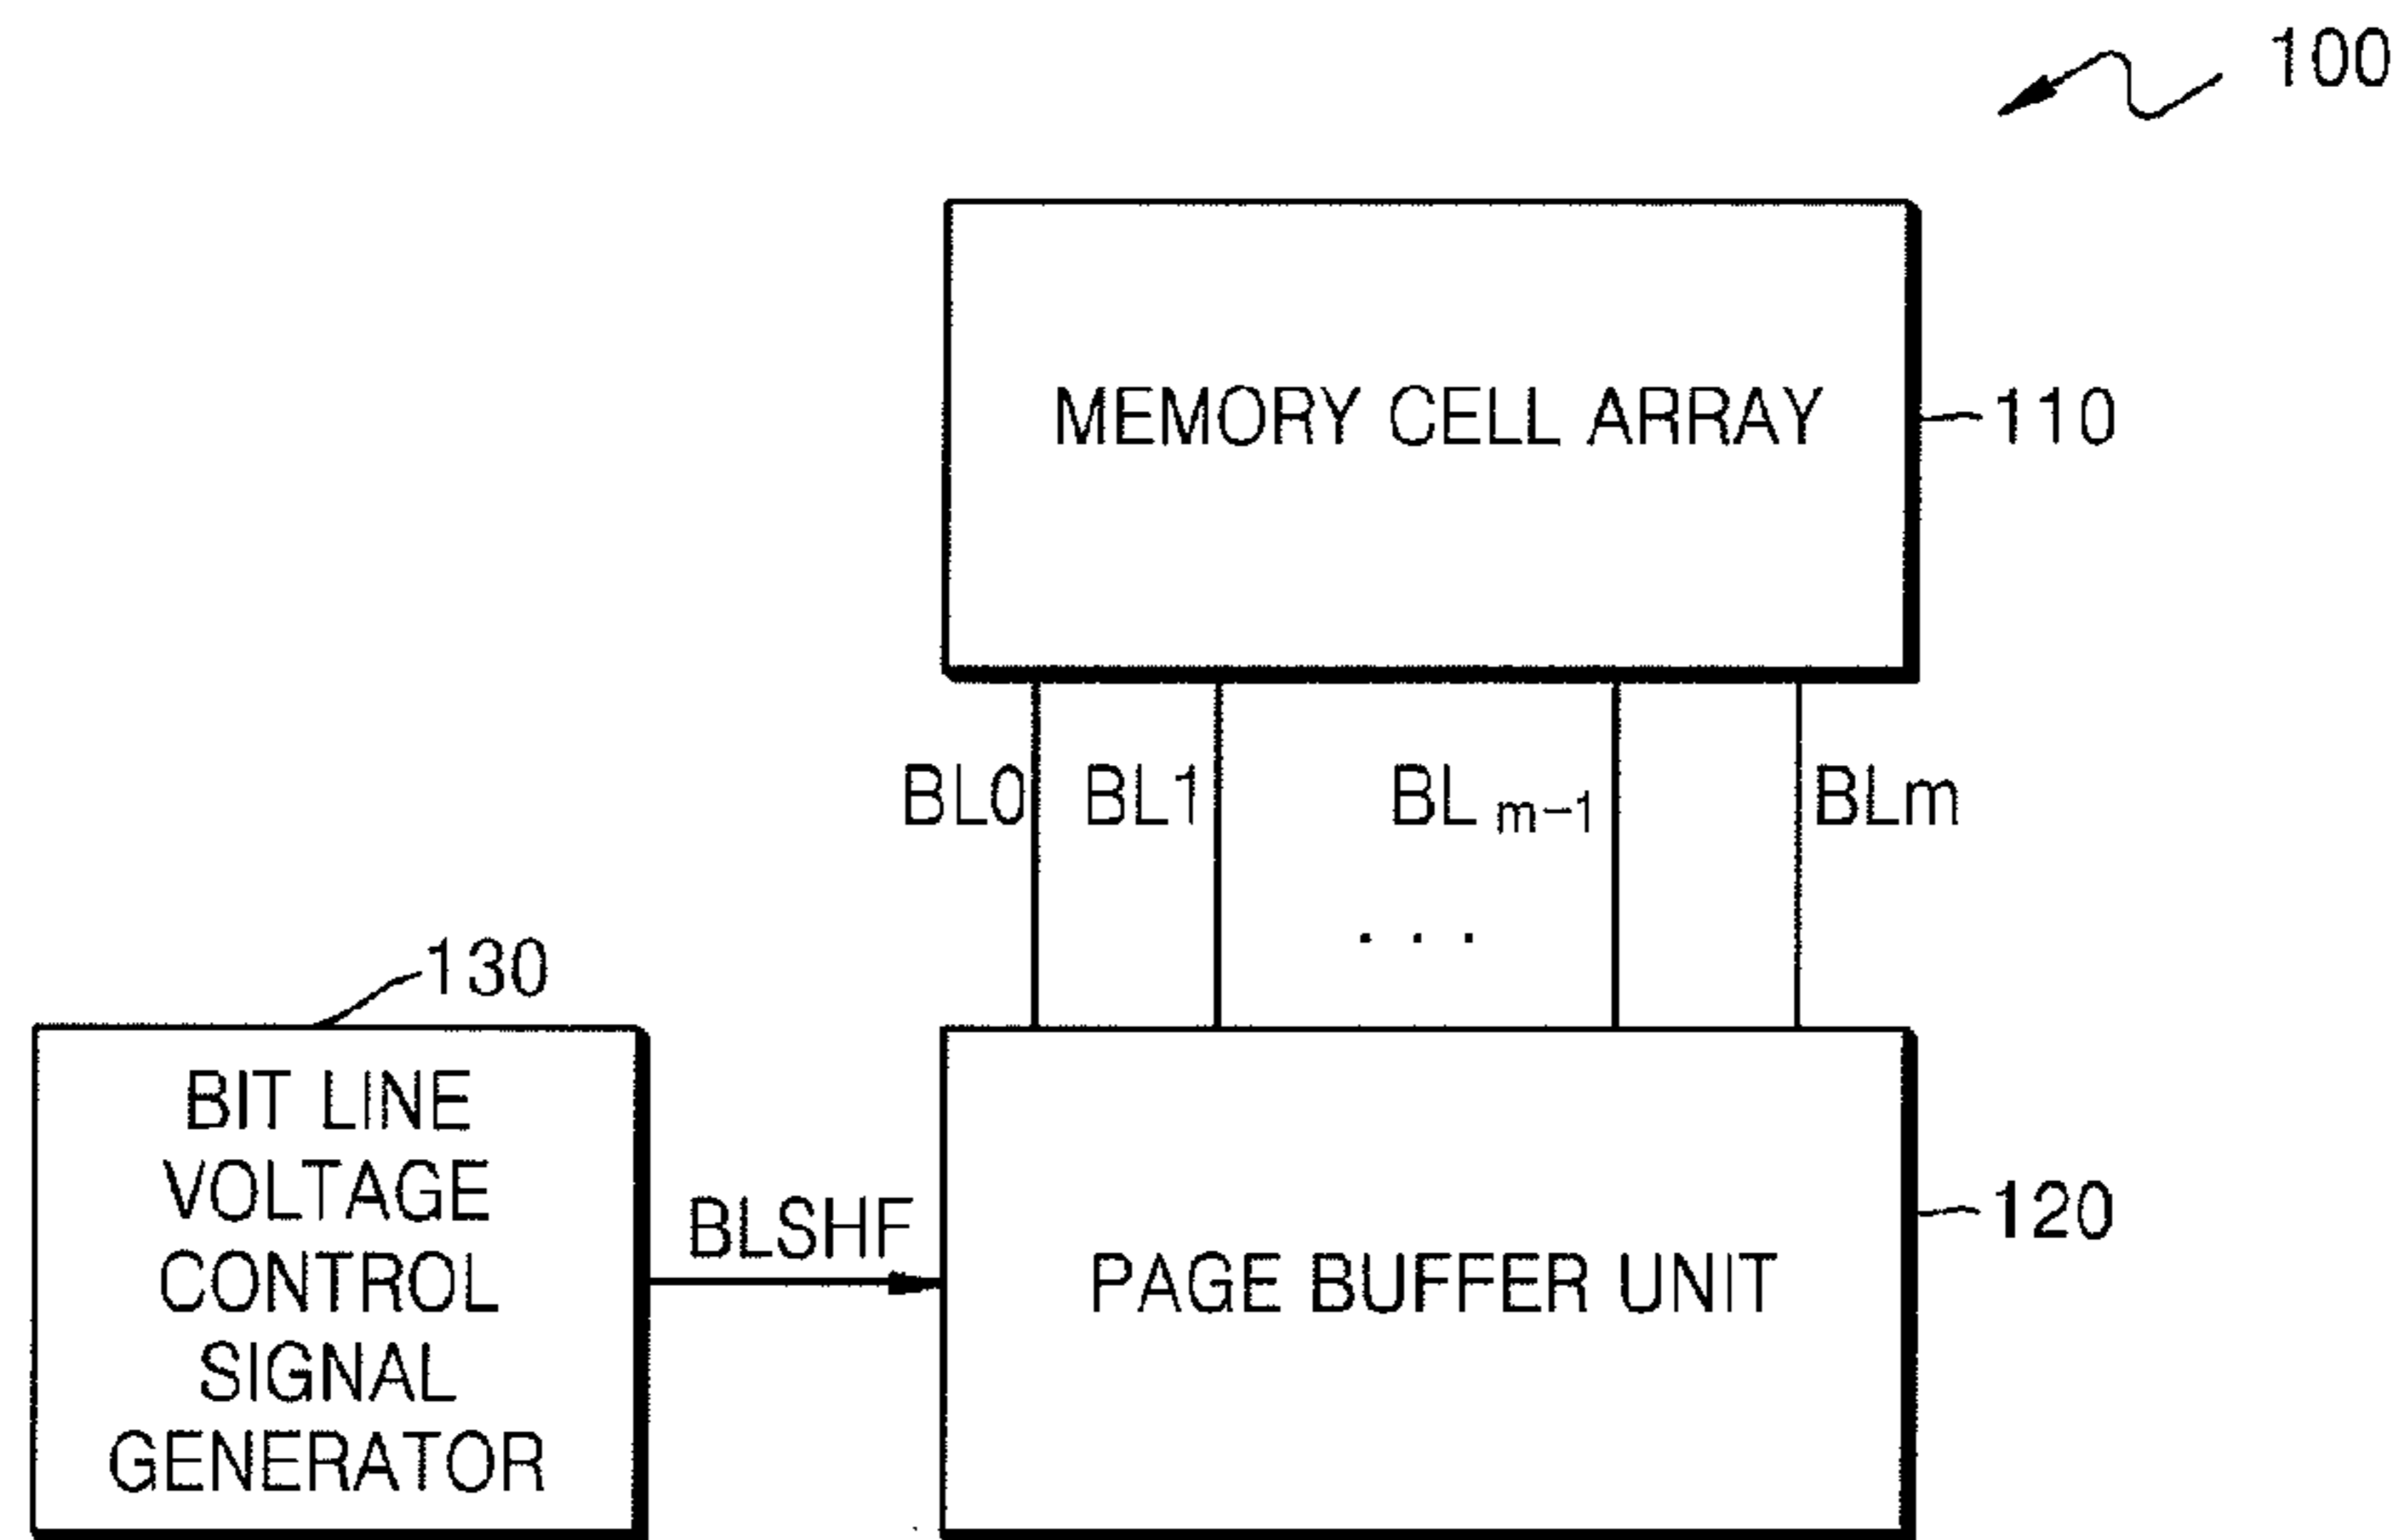 100
MEMORY CELL ARRAY
110
BL0 BL1 BL m-1 BLm
. . .
130
BIT LINE
VOLTAGE
CONTROL
SIGNAL
GENERATOR
BLSHF
PAGE BUFFER UNIT
120